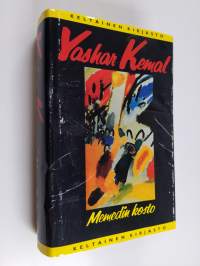 KELTAINEN KIRJASTO
Yashar Kemal
Memedin kosto
KELTAINEN KIRJASTO